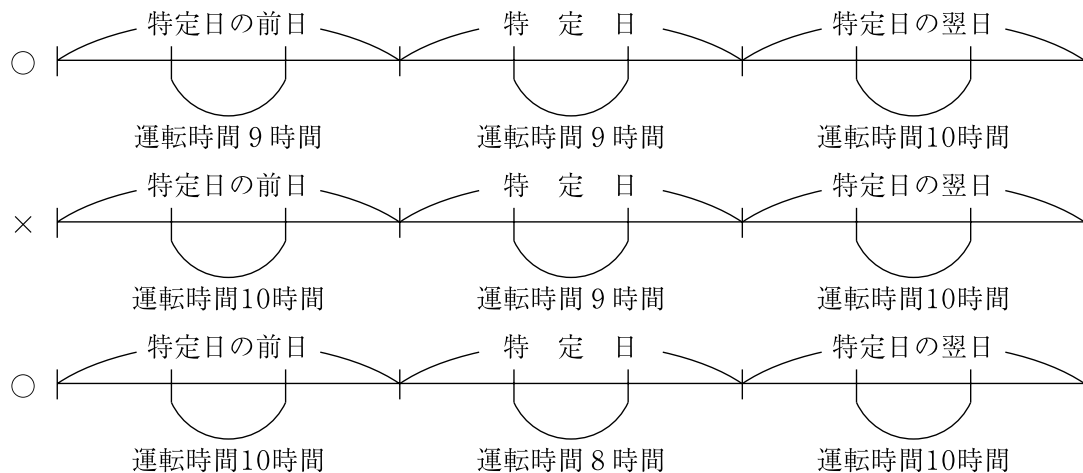 特定日の前日 特　定　日 特定日の翌日
○
運転時間９時間 運転時間９時間 運転時間10時間
特定日の前日 特　定　日 特定日の翌日
×
運転時間10時間 運転時間９時間 運転時間10時間
特定日の前日 特　定　日 特定日の翌日
○
運転時間10時間 運転時間８時間 運転時間10時間